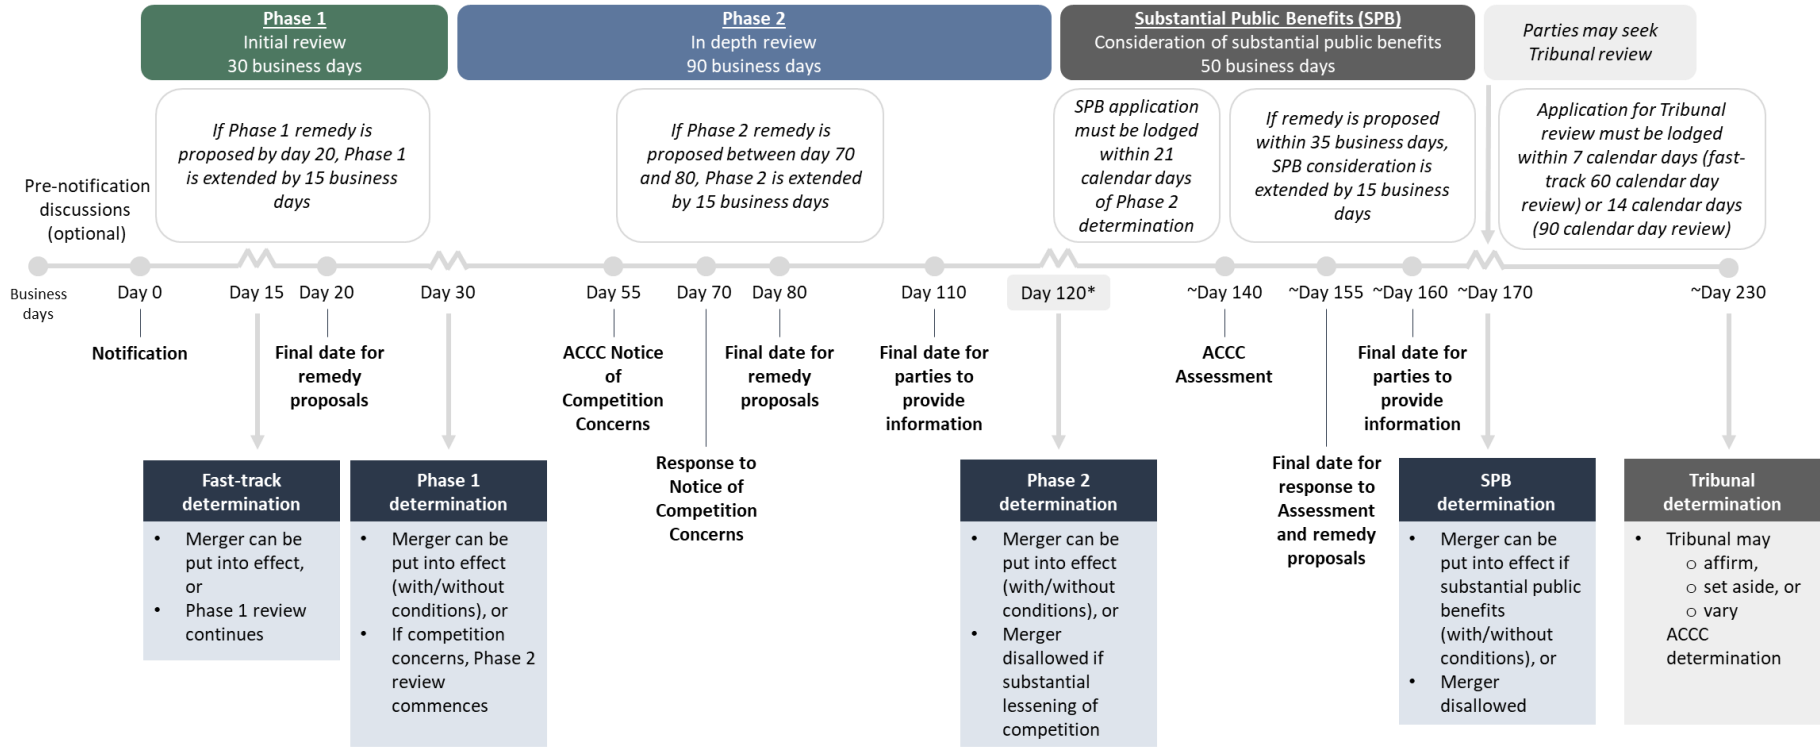 Phase 1
Initial review
30 business days
Phase 2
In depth review
90 business days
Substantial Public Benefits (SPB)
Consideration of substantial public benefits
50 business days
Parties may seek
Tribunal review
If Phase 1 remedy is
proposed by day 20, Phase 1
is extended by 15 business
days
If Phase 2 remedy is
proposed between day 70
and 80, Phase 2 is extended
by 15 business days
SPB application
must be lodged
within 21
calendar days
of Phase 2
determination
If remedy is proposed
within 35 business days,
SPB consideration is
extended by 15 business
days
Application for Tribunal
review must be lodged
within 7 calendar days (fast-
track 60 calendar day
review) or 14 calendar days
(90 calendar day review)
Pre-notification
discussions
(optional)
Business
days
Day 0
Day 15
Day 20
Day 30
Day 55
Day 70
Day 80
Day 110
Day 120*
~Day 140
~Day 155
~Day 160
~Day 170
~Day 230
Notification
Final date for
remedy
proposals
ACCC Notice
of
Competition
Concerns
Response to
Notice of
Competition
Concerns
Final date for
remedy
proposals
Final date for
parties to
provide
information
ACCC
Assessment
Final date for
response to
Assessment
and remedy
proposals
Final date for
parties to
provide
information
Fast-track
determination
• Merger can be
put into effect,
or
• Phase 1 review
continues
Phase 1
determination
• Merger can be
put into effect
(with/without
conditions), or
• If competition
concerns, Phase 2
review
commences
Phase 2
determination
• Merger can be
put into effect
(with/without
conditions), or
• Merger
disallowed if
substantial
lessening of
competition
SPB
determination
• Merger can be
put into effect if
substantial public
benefits
(with/without
conditions), or
• Merger
disallowed
Tribunal
determination
• Tribunal may
o affirm,
o set aside, or
o vary
ACCC
determination